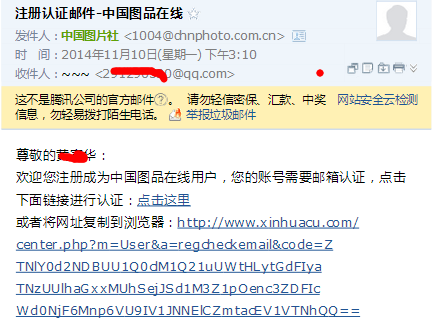 注册认证邮件-中国图品在线
发件人：中国图片社 <1004@chnphoto.com.cn>
时 间：2014年11月10日(星期一) 下午3:10
收件人：~~~ < @qq.com>
这不是腾讯公司的官方邮件?。 请勿轻信密保、汇款、中奖 网站安全云检测
信息，勿轻易拨打陌生电话。 举报垃圾邮件
尊敬的 华：
欢迎您注册成为中国图品在线用户，您的账号需要邮箱认证，点击
下面链接进行认证：点击这里
或者将网址复制到浏览器：http://www.xinhuacu.com/
center.php?m=User&a=regcheckemail&code=Z
TNlY0d2NDBUU1Q0dM1Q21uUWtHLytGdFIya
TNzUUlhaGxxMUhSejJSd1M3Z1pOenc3ZDFIc
Wd0NjF6Mnp6VU9IV1JNNElCZmtacEV1VTNhQQ==